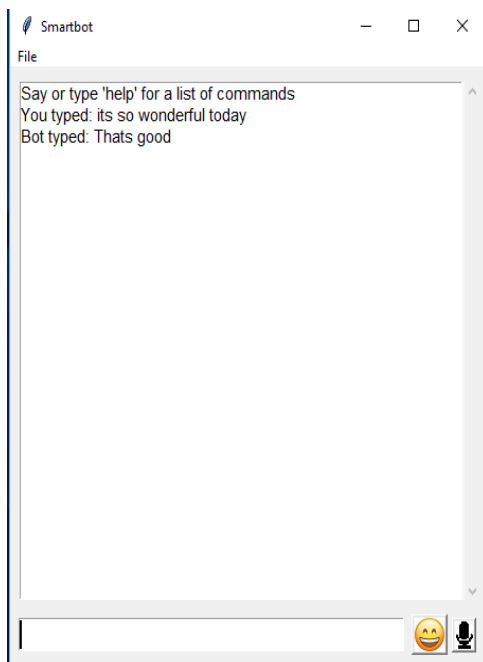 Smartbot
File
Say or type 'help' for a list of commands
You typed: its so wonderful today
Bot typed: Thats good